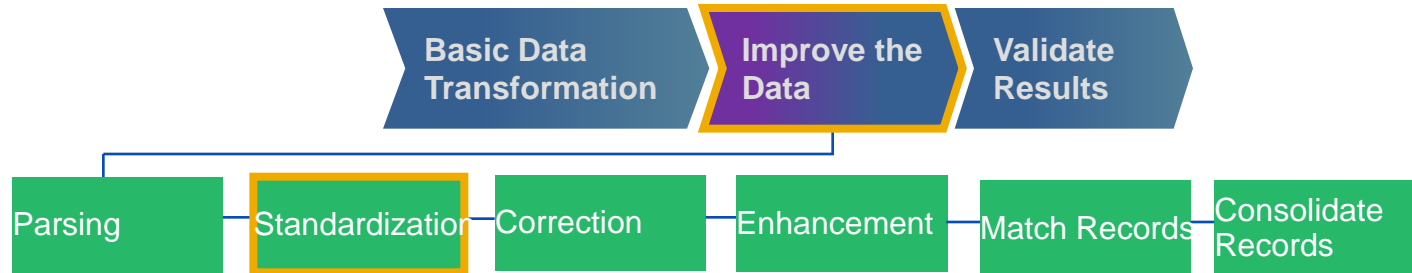 Basic Data
Transformation
Improve the
Data
Validate
Results
Parsing
Standardization
Correction
Enhancement
Match Records
Consolidate
Records